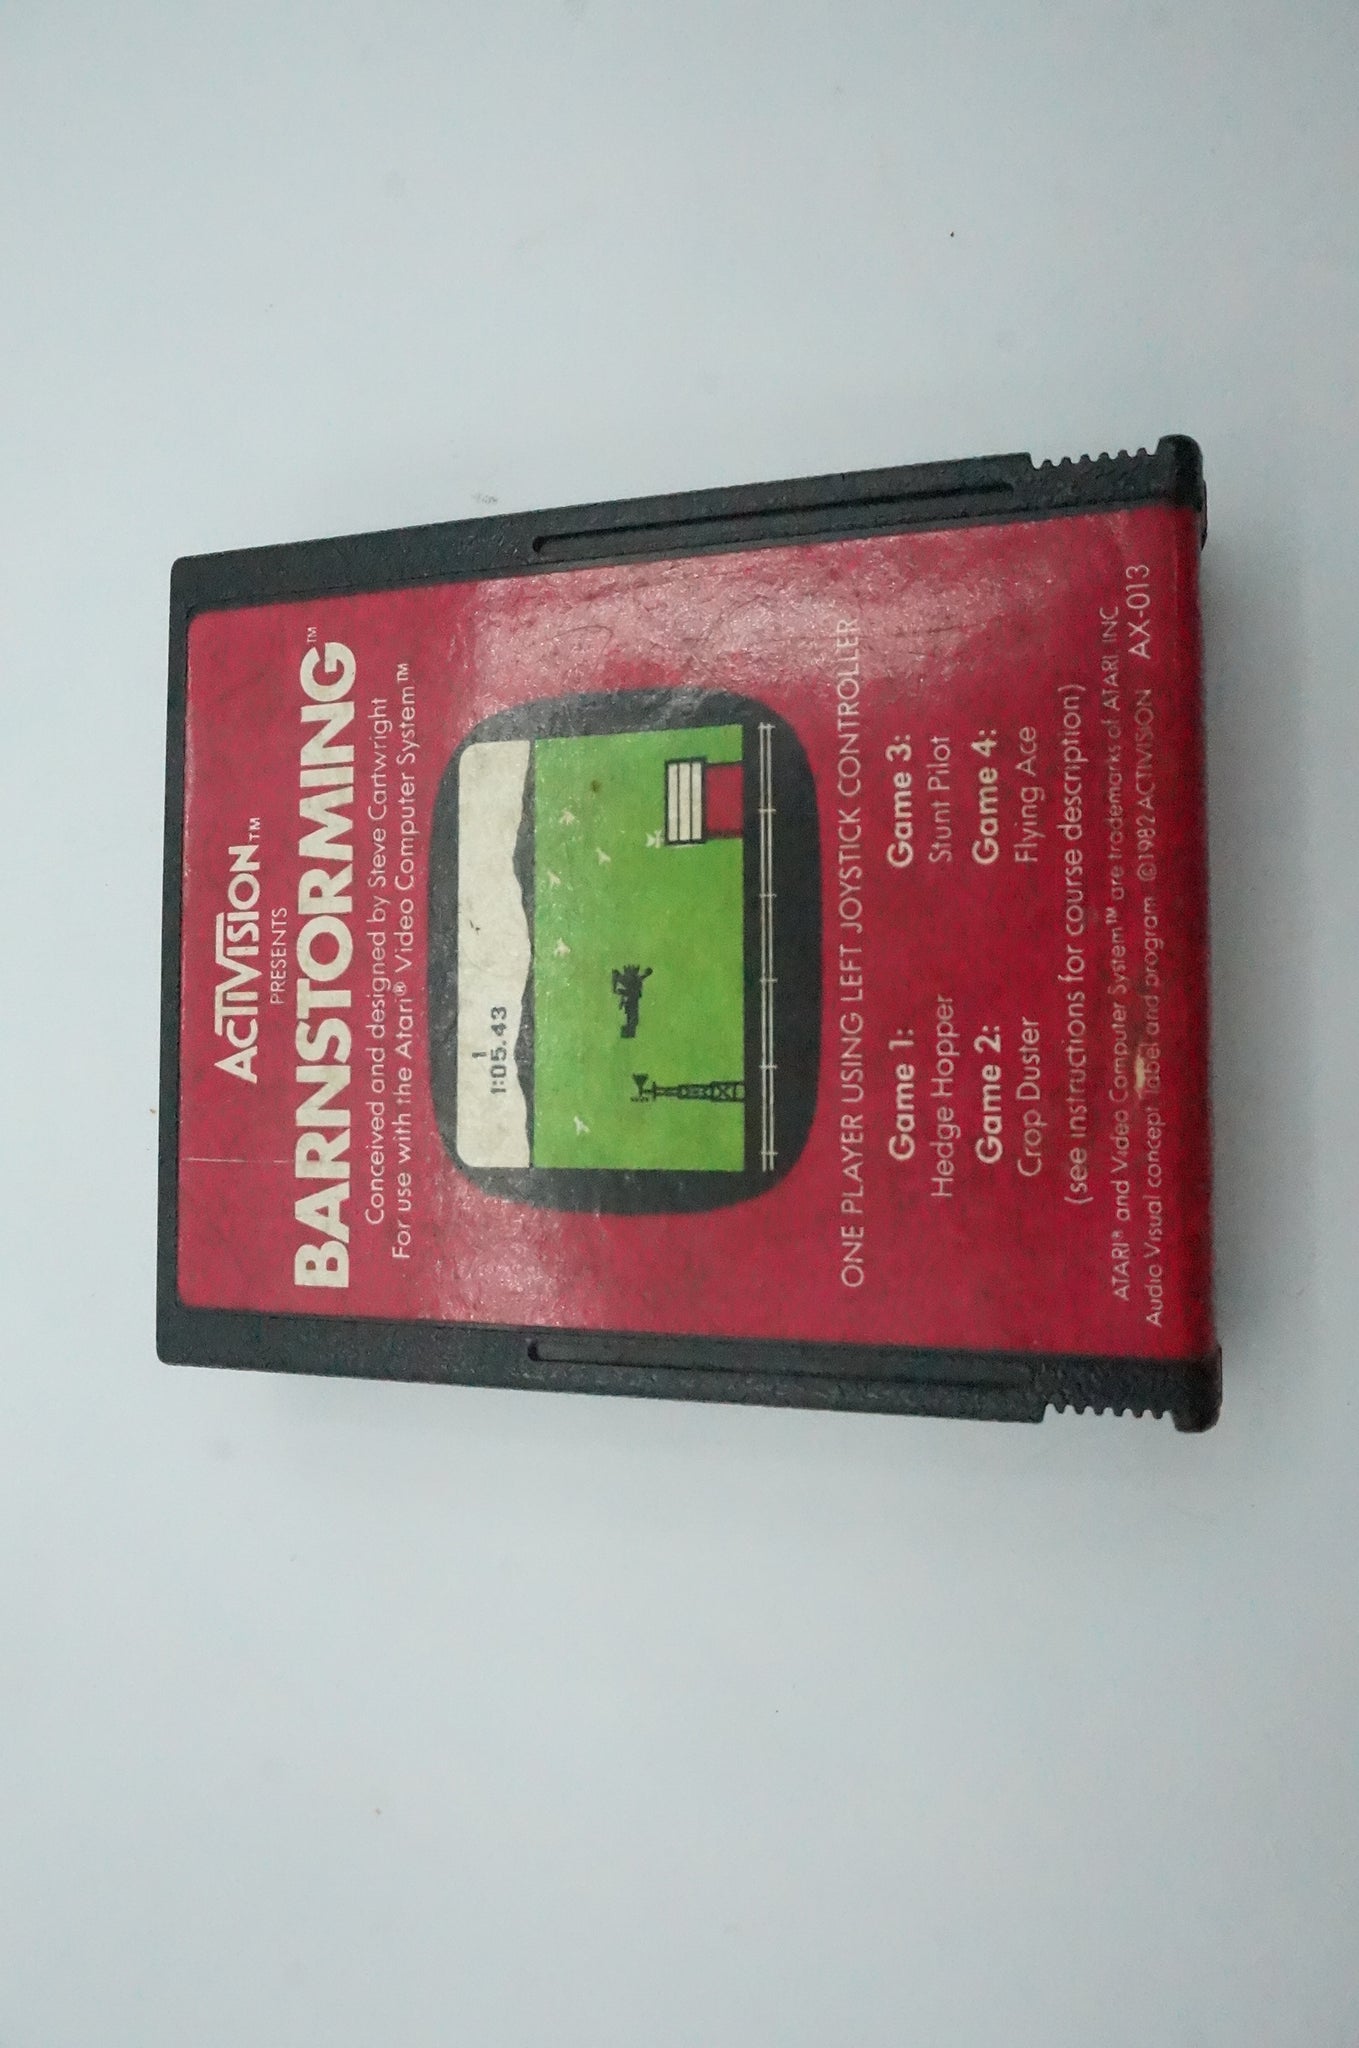 ACTIVISION™
PRESENTS
BARNSTORMING™
Conceived and designed by Steve Cartwright
For use with the Atari® Video Computer System™
1
1:05.43
ONE PLAYER USING LEFT JOYSTICK CONTROLLER
Game 1:
Hedge Hopper
Game 2:
Crop Duster
Game 3:
Stunt Pilot
Game 4:
Flying Ace
(see instructions for course description)
ATARI® and Video Computer System™ are trademarks of ATARI INC
Audio Visual concept, label and program ©1982 ACTIVISION AX-013